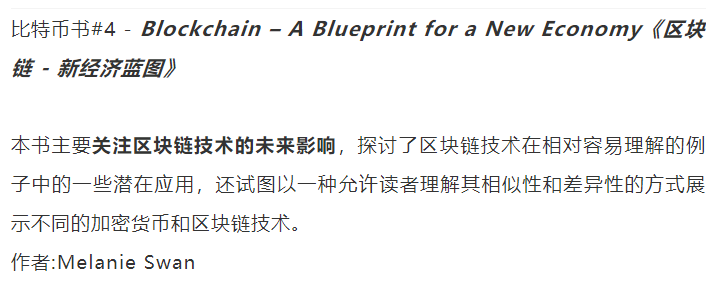 比特币书#4 - Blockchain – A Blueprint for a New Economy《区块
链 - 新经济蓝图》
本书主要关注区块链技术的未来影响，探讨了区块链技术在相对容易理解的例
子中的一些潜在应用，还试图以一种允许读者理解其相似性和差异性的方式展
示不同的加密货币和区块链技术。
作者:Melanie Swan